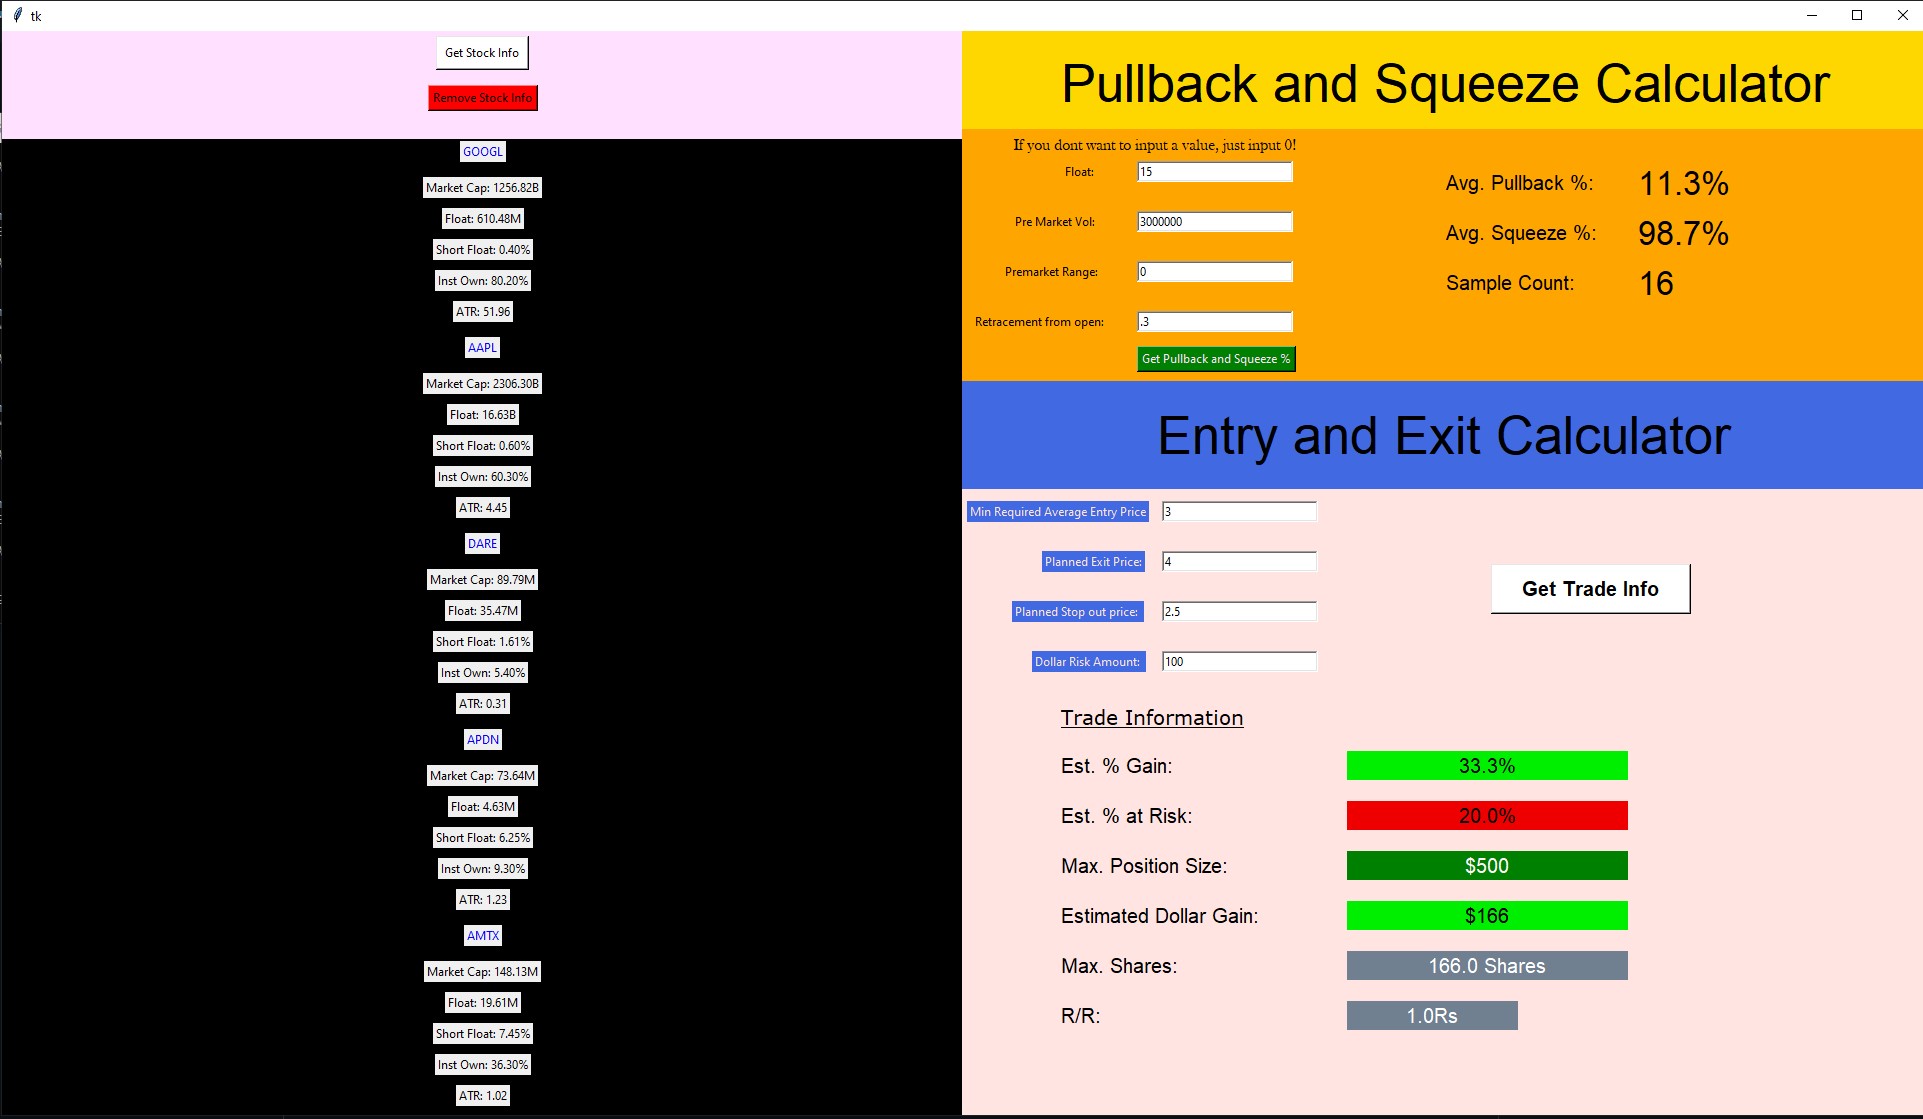 tk
Get Stock Info
Remove Stock Info
GOOGL
Market Cap: 1256.82B
Float: 610.48M
Short Float: 0.40%
Inst Own: 80.20%
ATR: 51.96
AAPL
Market Cap: 2306.30B
Float: 16.63B
Short Float: 0.60%
Inst Own: 60.30%
ATR: 4.45
DARE
Market Cap: 89.79M
Float: 35.47M
Short Float: 1.61%
Inst Own: 5.40%
ATR: 0.31
APDN
Market Cap: 73.64M
Float: 4.63M
Short Float: 6.25%
Inst Own: 9.30%
ATR: 1.23
AMTX
Market Cap: 148.13M
Float: 19.61M
Short Float: 7.45%
Inst Own: 36.30%
ATR: 1.02
Pullback and Squeeze Calculator
If you dont want to input a value, just input 0!
Float: 15
Pre Market Vol: 3000000
Premarket Range: 0
Retracement from open: .3
Get Pullback and Squeeze %
Avg. Pullback %: 11.3%
Avg. Squeeze %: 98.7%
Sample Count: 16
Entry and Exit Calculator
Min Required Average Entry Price 3
Planned Exit Price: 4
Planned Stop out price: 2.5
Dollar Risk Amount: 100
Get Trade Info
Trade Information
Est. % Gain: 33.3%
Est. % at Risk: 20.0%
Max. Position Size: $500
Estimated Dollar Gain: $166
Max. Shares: 166.0 Shares
R/R: 1.0Rs